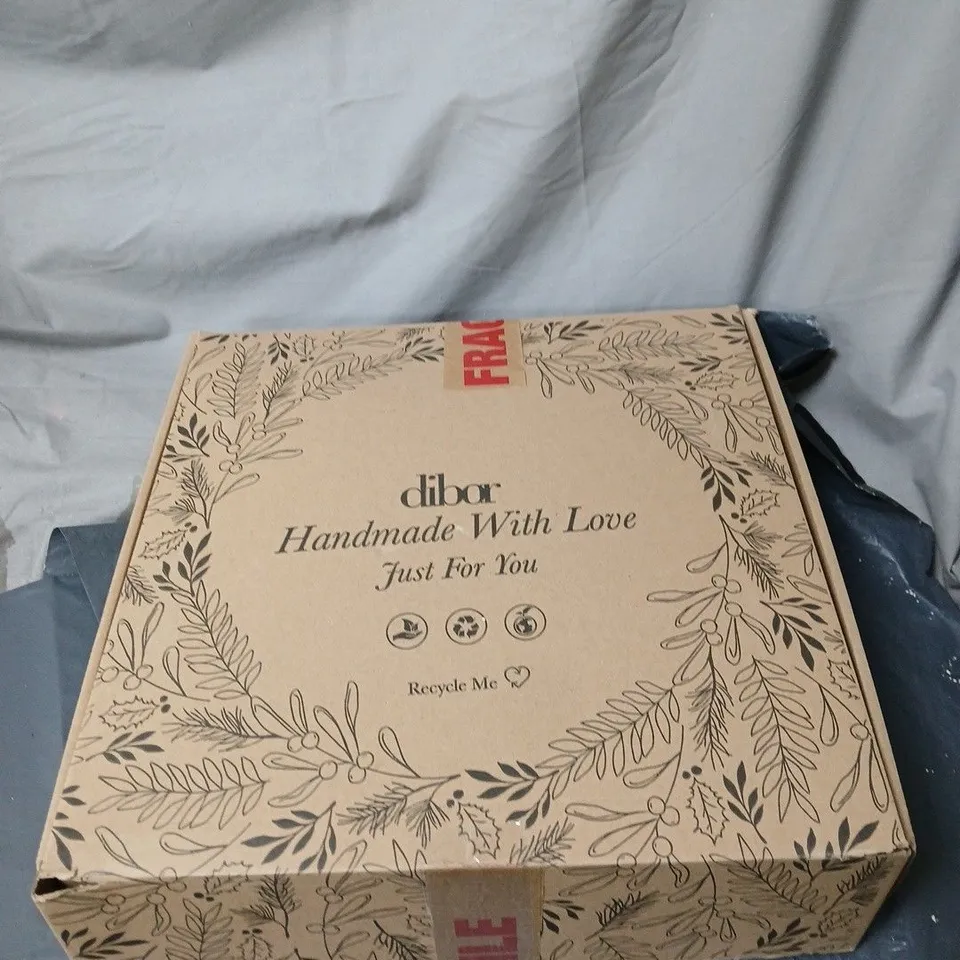 FRAG
dibor
Handmade With Love
Just For You
Recycle Me
ILE